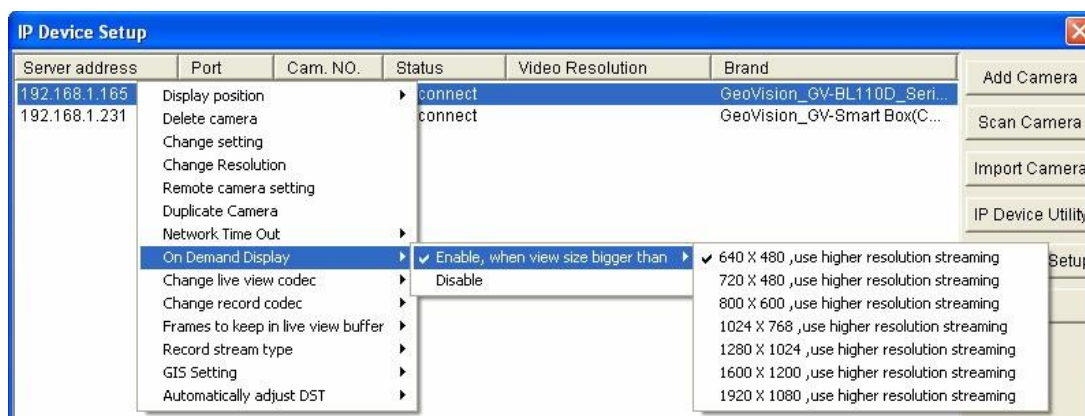 IP Device Setup
Server address Port Cam. NO. Status Video Resolution Brand
192.168.1.165 connect GeoVision_GV-BL110D_Seri...
192.168.1.231 connect GeoVision_GV-Smart Box(C...
Display position
Delete camera
Change setting
Change Resolution
Remote camera setting
Duplicate Camera
Network Time Out
On Demand Display
Change live view codec
Change record codec
Frames to keep in live view buffer
Record stream type
GIS Setting
Automatically adjust DST
Enable, when view size bigger than
Disable
640 X 480 ,use higher resolution streaming
720 X 480 ,use higher resolution streaming
800 X 600 ,use higher resolution streaming
1024 X 768 ,use higher resolution streaming
1280 X 1024 ,use higher resolution streaming
1600 X 1200 ,use higher resolution streaming
1920 X 1080 ,use higher resolution streaming
Add Camera
Scan Camera
Import Camera
IP Device Utility
Setup